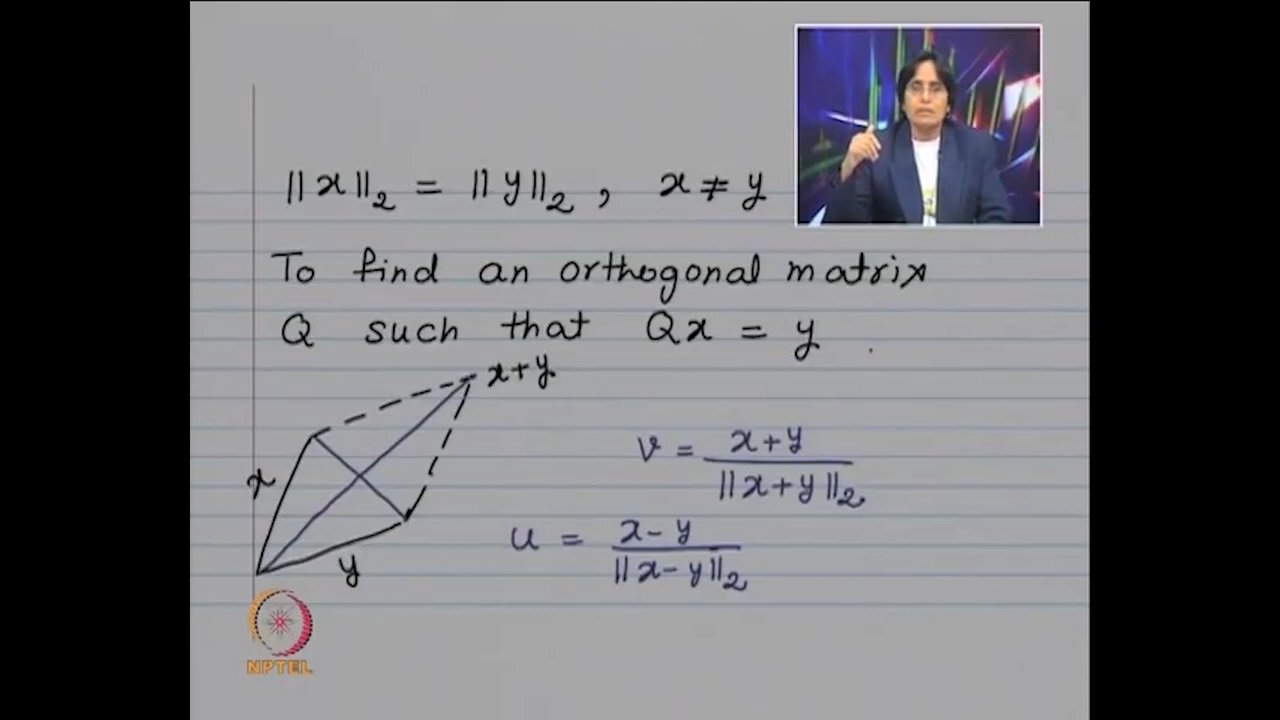 ||x||₂ = ||y||₂ , x ≠ y
To find an orthogonal matrix
Q such that Qx = y
x+y
x
y
v = x+y / ||x+y||₂
u = x-y / ||x-y||₂
NPTEL